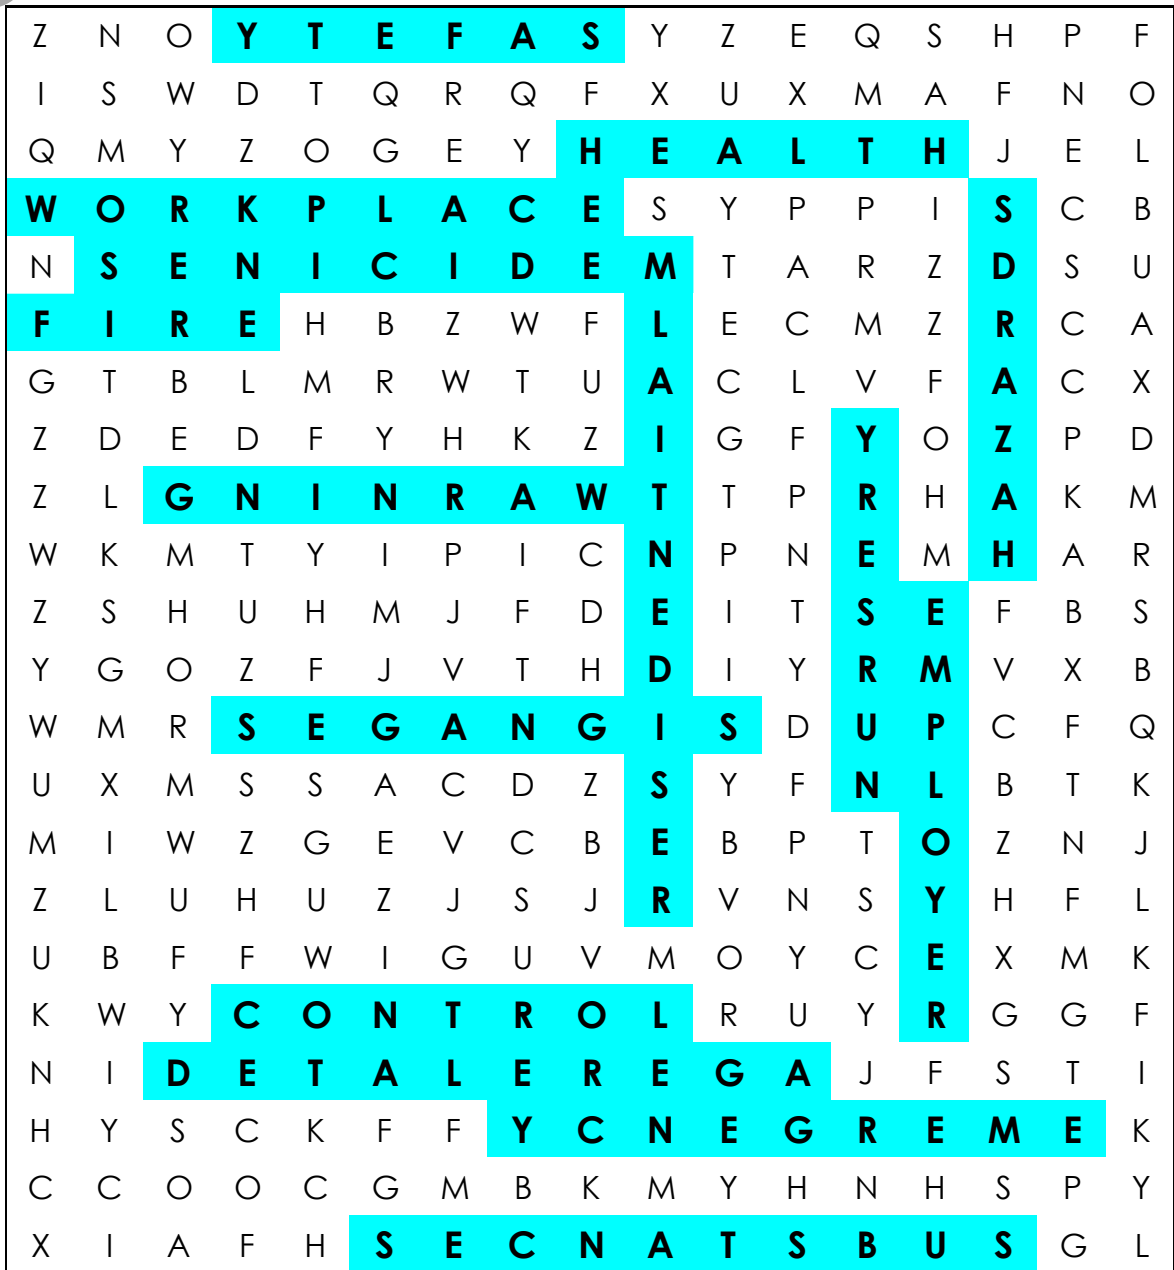 Z N O Y T E F A S Y Z E Q S H P F
I S W D T Q R Q F X U X M A F N O
Q M Y Z O G E Y H E A L T H J E L
W O R K P L A C E S Y P P I S C B
N S E N I C I D E M T A R Z D S U
F I R E H B Z W F L E C M Z R C A
G T B L M R W T U A C L V F A C X
Z D E D F Y H K Z I G F Y O Z P D
Z L G N I N R A W T T P R H A K M
W K M T Y I P I C N P N E M H A R
Z S H U H M J F D E I T S E F B S
Y G O Z F J V T H D I Y R M V X B
W M R S E G A N G I S D U P C F Q
U X M S S A C D Z S Y F N L B T K
M I W Z G E V C B E B P T O Z N J
Z L U H U Z J S J R V N S Y H F L
U B F F W I G U V M O Y C E X M K
K W Y C O N T R O L R U Y R G G F
N I D E T A L E R E G A J F S T I
H Y S C K F F Y C N E G R E M E K
C C O O C G M B K M Y H N H S P Y
X I A F H S E C N A T S B U S G L